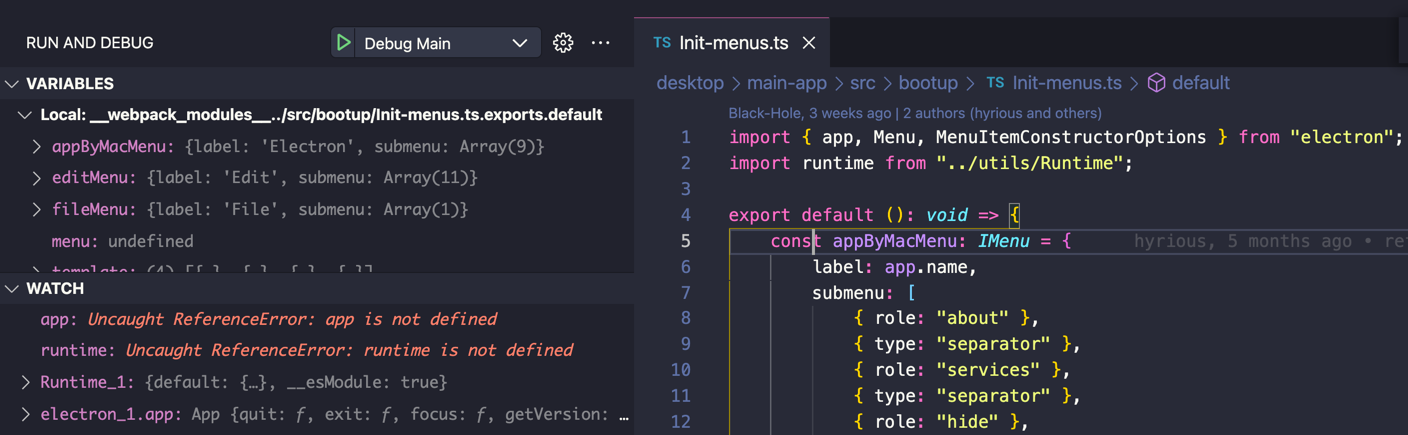 RUN AND DEBUG
Debug Main
VARIABLES
Local: __webpack_modules__../src/bootup/Init-menus.ts.exports.default
appByMacMenu: {label: 'Electron', submenu: Array(9)}
editMenu: {label: 'Edit', submenu: Array(11)}
fileMenu: {label: 'File', submenu: Array(1)}
menu: undefined
template: (4) [{…}, {…}, {…}, {…}]
WATCH
app: Uncaught ReferenceError: app is not defined
runtime: Uncaught ReferenceError: runtime is not defined
Runtime_1: {default: {…}, __esModule: true}
electron_1.app: App {quit: ƒ, exit: ƒ, focus: ƒ, getVersion: …
TS Init-menus.ts
desktop > main-app > src > bootup > TS Init-menus.ts > default
Black-Hole, 3 weeks ago | 2 authors (hyrious and others)
1 import { app, Menu, MenuItemConstructorOptions } from "electron";
2 import runtime from "../utils/Runtime";
3
4 export default (): void => {
5 const appByMacMenu: IMenu = { hyrious, 5 months ago •
6 label: app.name,
7 submenu: [
8 { role: "about" },
9 { type: "separator" },
10 { role: "services" },
11 { type: "separator" },
12 { role: "hide" },